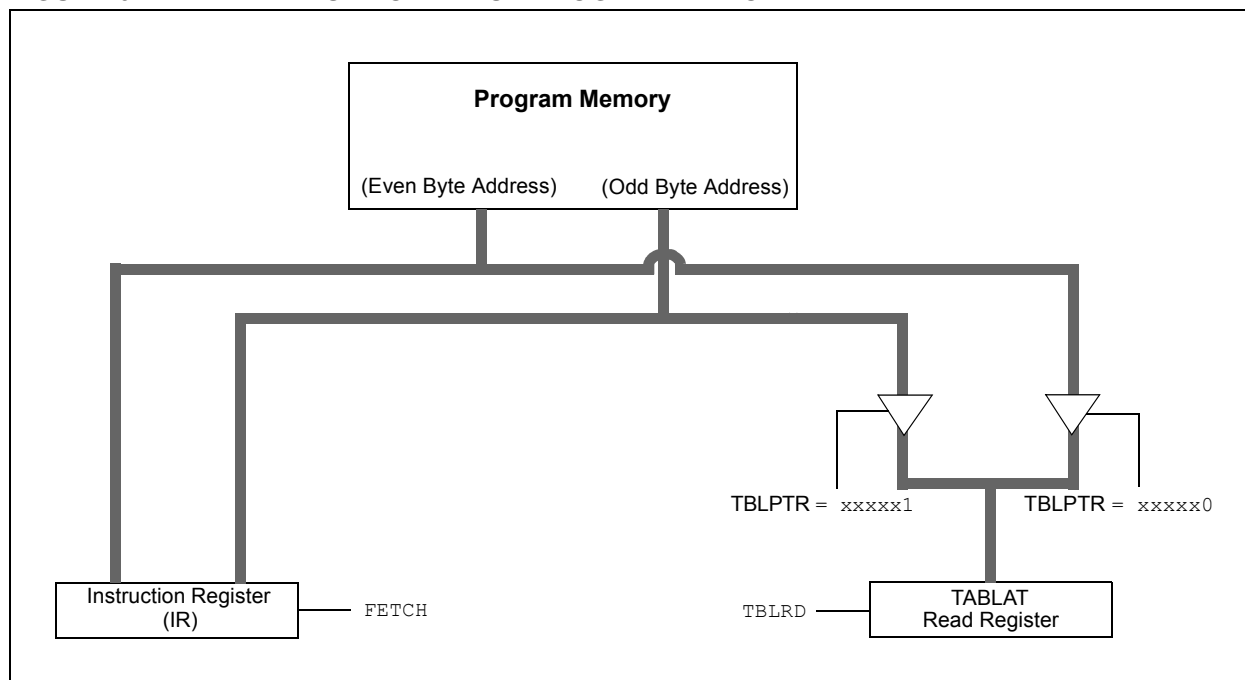 Program Memory
(Even Byte Address) (Odd Byte Address)
TBLPTR = xxxxx1 TBLPTR = xxxxx0
Instruction Register
(IR)
FETCH
TBLRD
TABLAT
Read Register